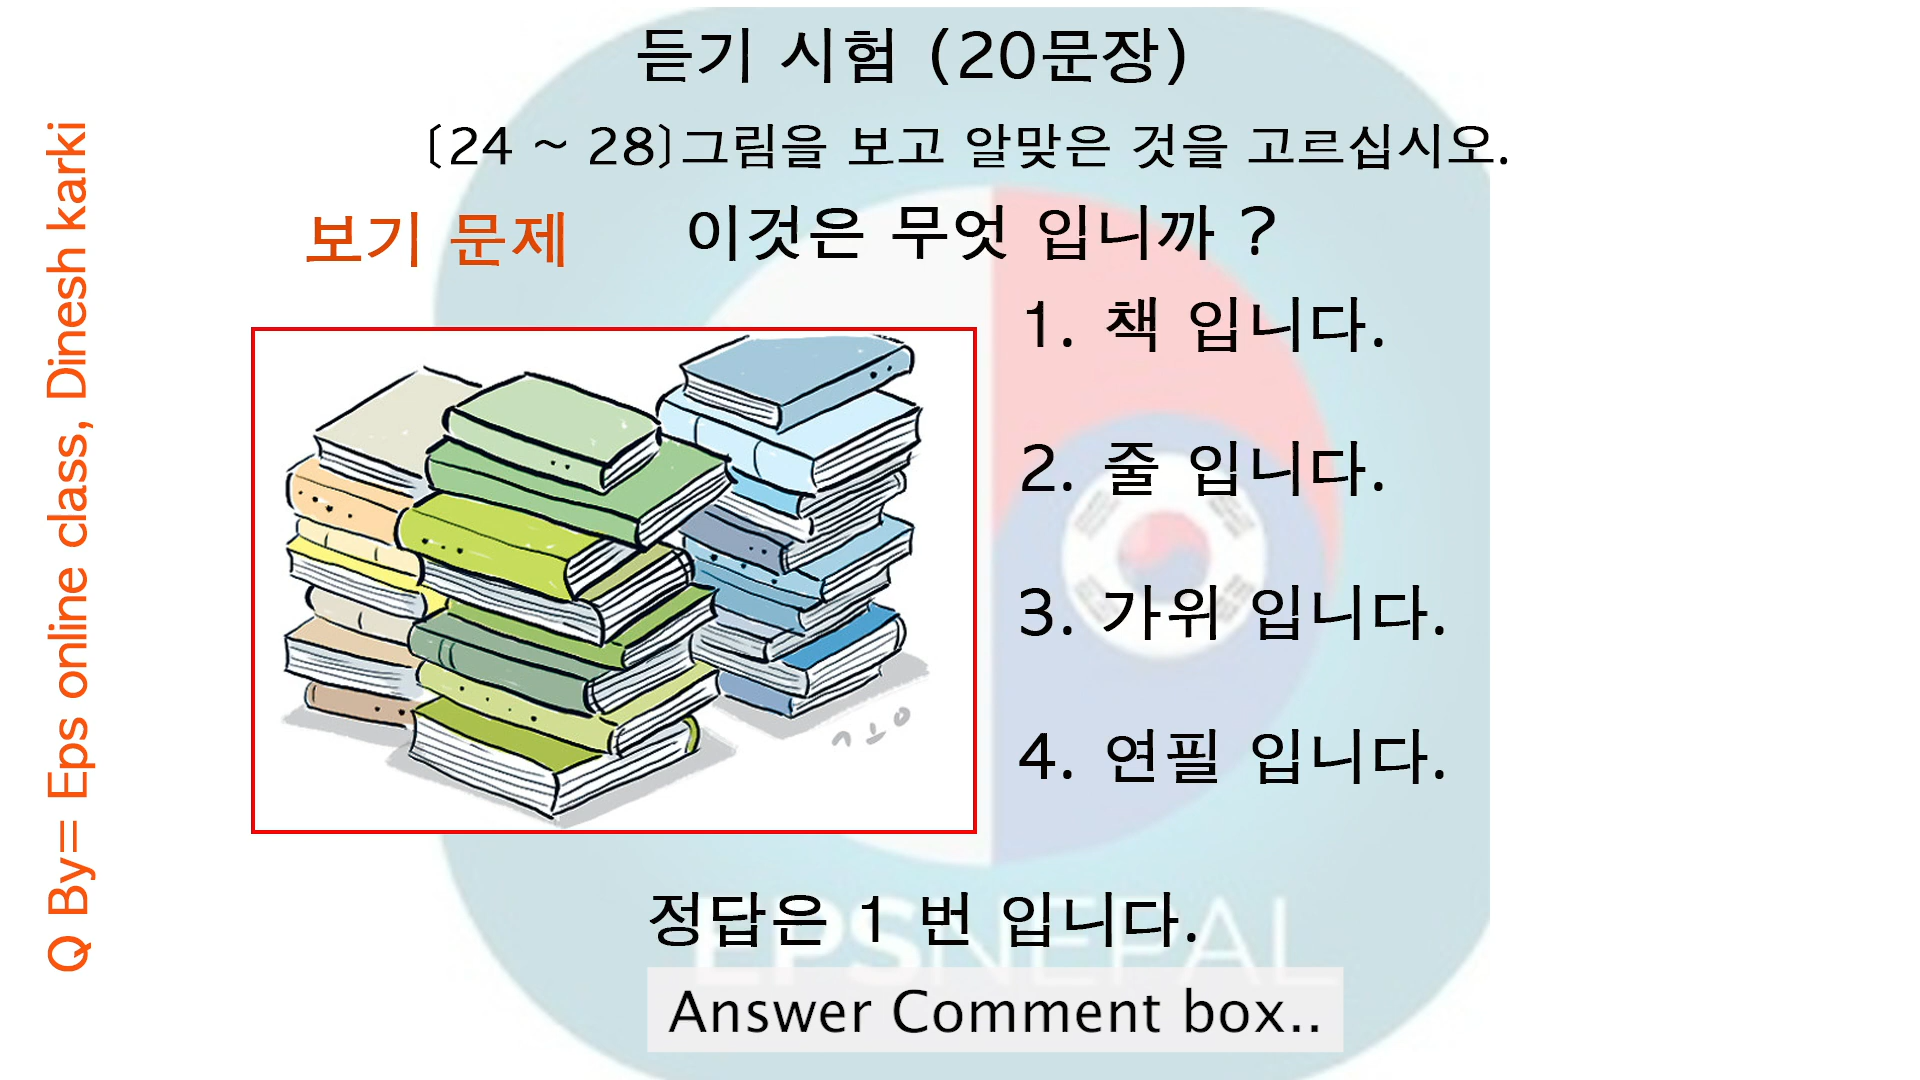 듣기 시험 (20문장)
〔24 ~ 28〕그림을 보고 알맞은 것을 고르십시오.
보기 문제
이것은 무엇 입니까 ?
1. 책 입니다.
2. 줄 입니다.
3. 가위 입니다.
4. 연필 입니다.
ㄱㅗㅇ
정답은 1 번 입니다.
EPSNEPAL
Answer Comment box..
Q By= Eps online class, Dinesh karki